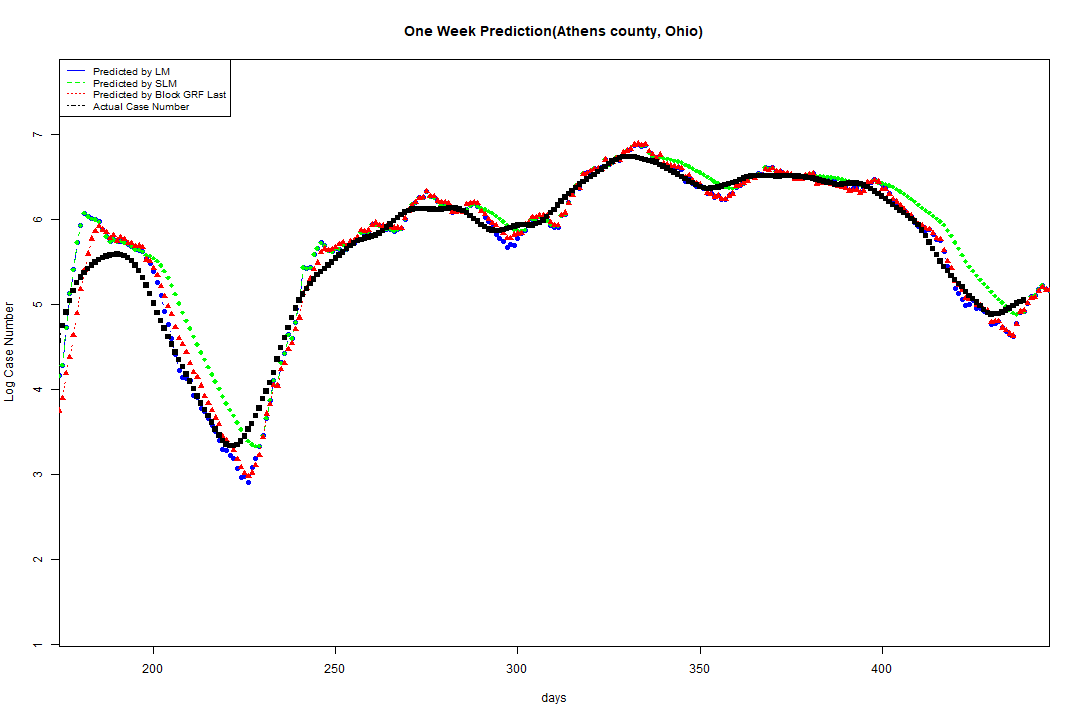 One Week Prediction(Athens county, Ohio)
Predicted by LM
Predicted by SLM
Predicted by Block GRF Last
Actual Case Number
7
6
5
4
3
2
1
Log Case Number
200 250 300 350 400
days